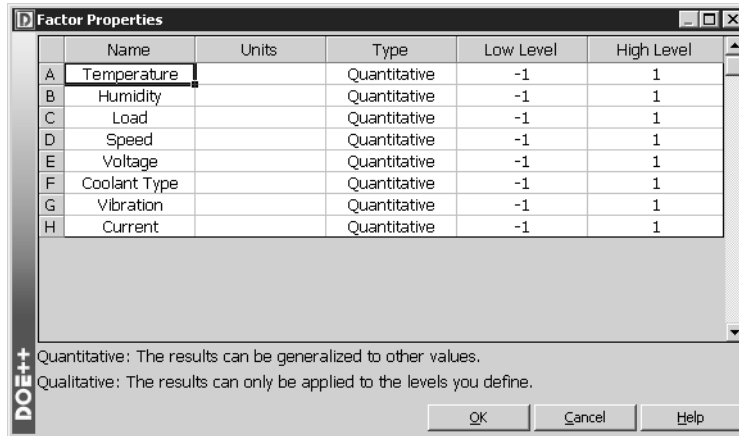 D Factor Properties
Name Units Type Low Level High Level
A Temperature Quantitative -1 1
B Humidity Quantitative -1 1
C Load Quantitative -1 1
D Speed Quantitative -1 1
E Voltage Quantitative -1 1
F Coolant Type Quantitative -1 1
G Vibration Quantitative -1 1
H Current Quantitative -1 1
Quantitative: The results can be generalized to other values.
Qualitative: The results can only be applied to the levels you define.
DOE++
OK Cancel Help